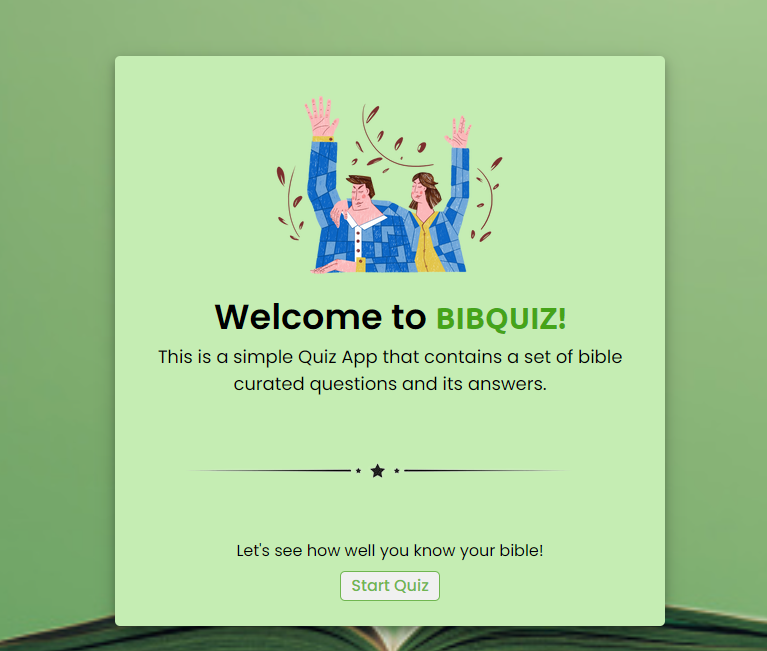 Welcome to BIBQUIZ!
This is a simple Quiz App that contains a set of bible
curated questions and its answers.
Let's see how well you know your bible!
Start Quiz